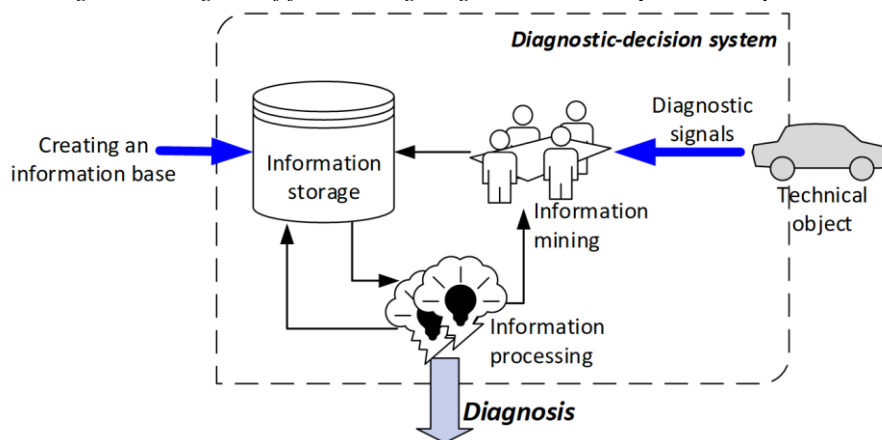 Diagnostic-decision system
Creating an
information base
Information
storage
Diagnostic
signals
Information
mining
Technical
object
Information
processing
Diagnosis